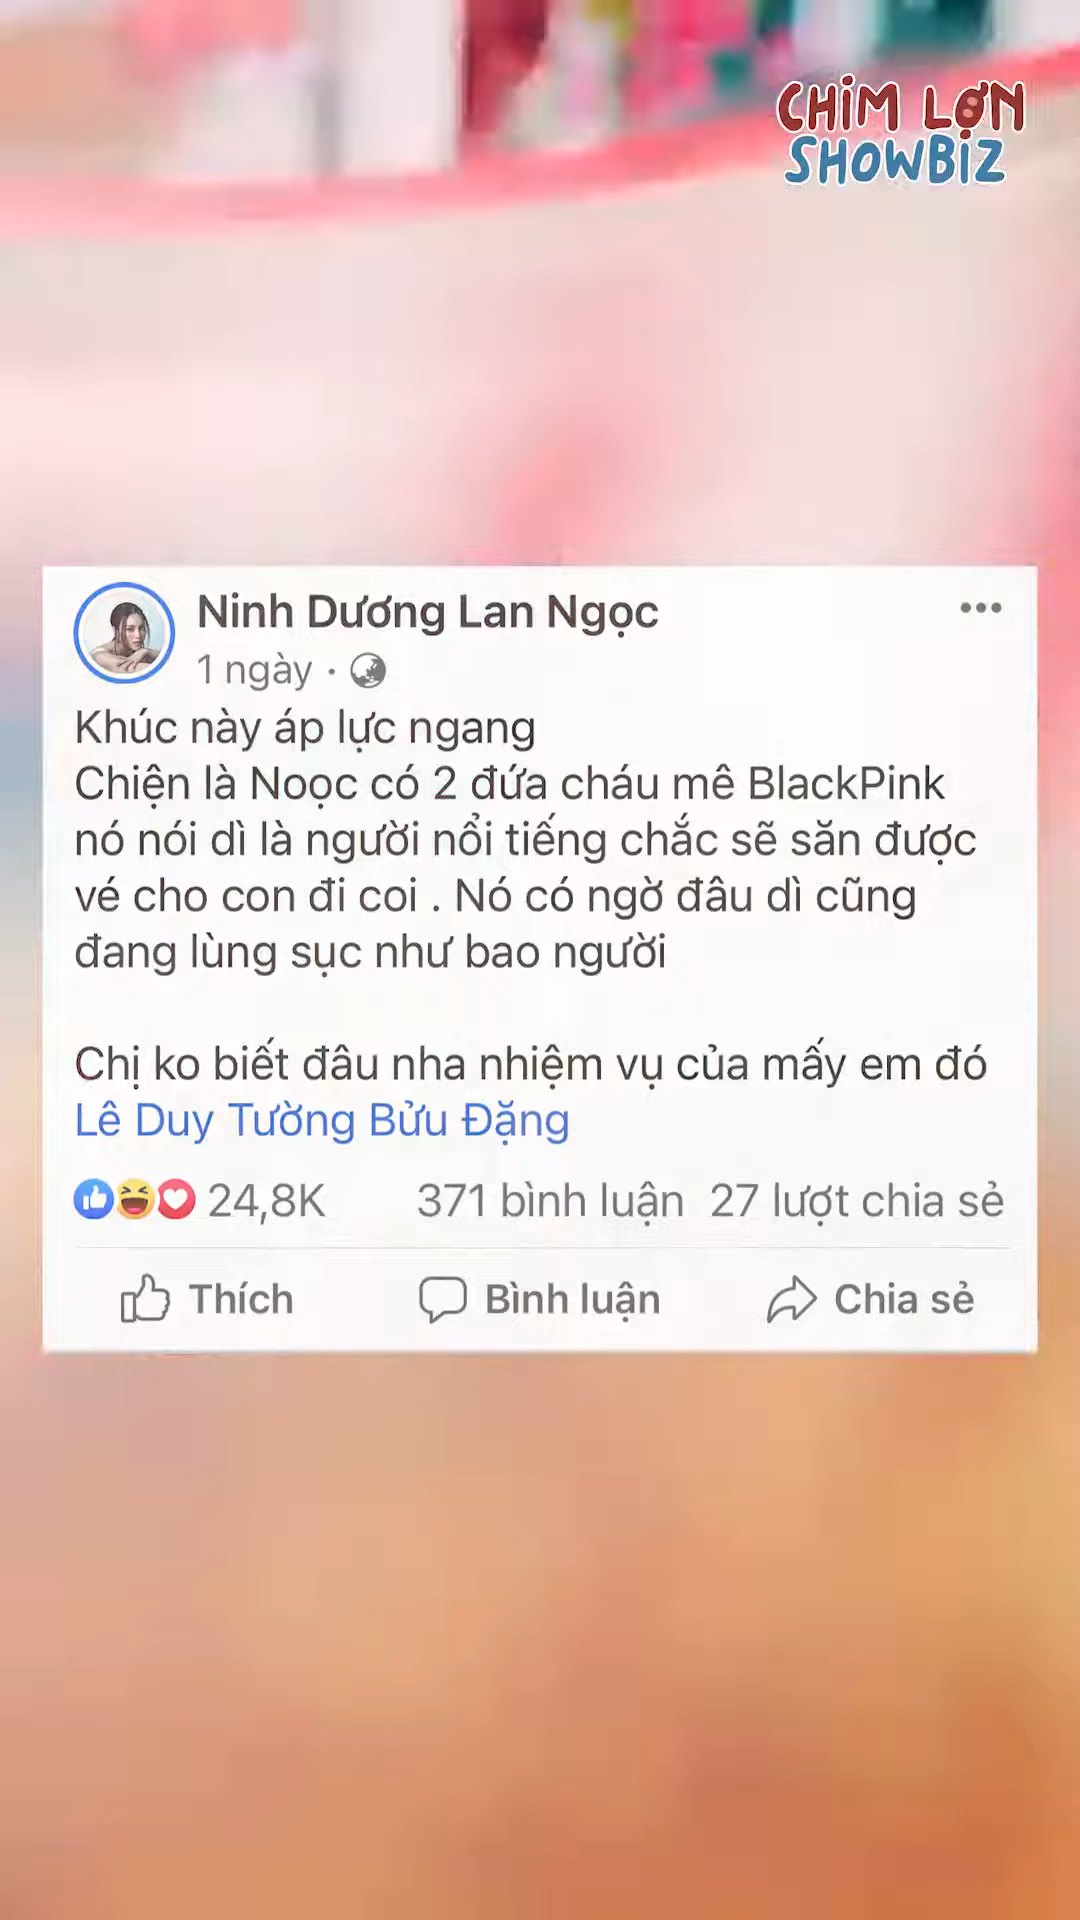 CHIM LỢN
SHOWBIZ
Ninh Dương Lan Ngọc
1 ngày ·
Khúc này áp lực ngang
Chiện là Noọc có 2 đứa cháu mê BlackPink
nó nói dì là người nổi tiếng chắc sẽ săn được
vé cho con đi coi . Nó có ngờ đâu dì cũng
đang lùng sục như bao người
Chị ko biết đâu nha nhiệm vụ của mấy em đó
Lê Duy Tường Bửu Đặng
24,8K 371 bình luận 27 lượt chia sẻ
Thích Bình luận Chia sẻ